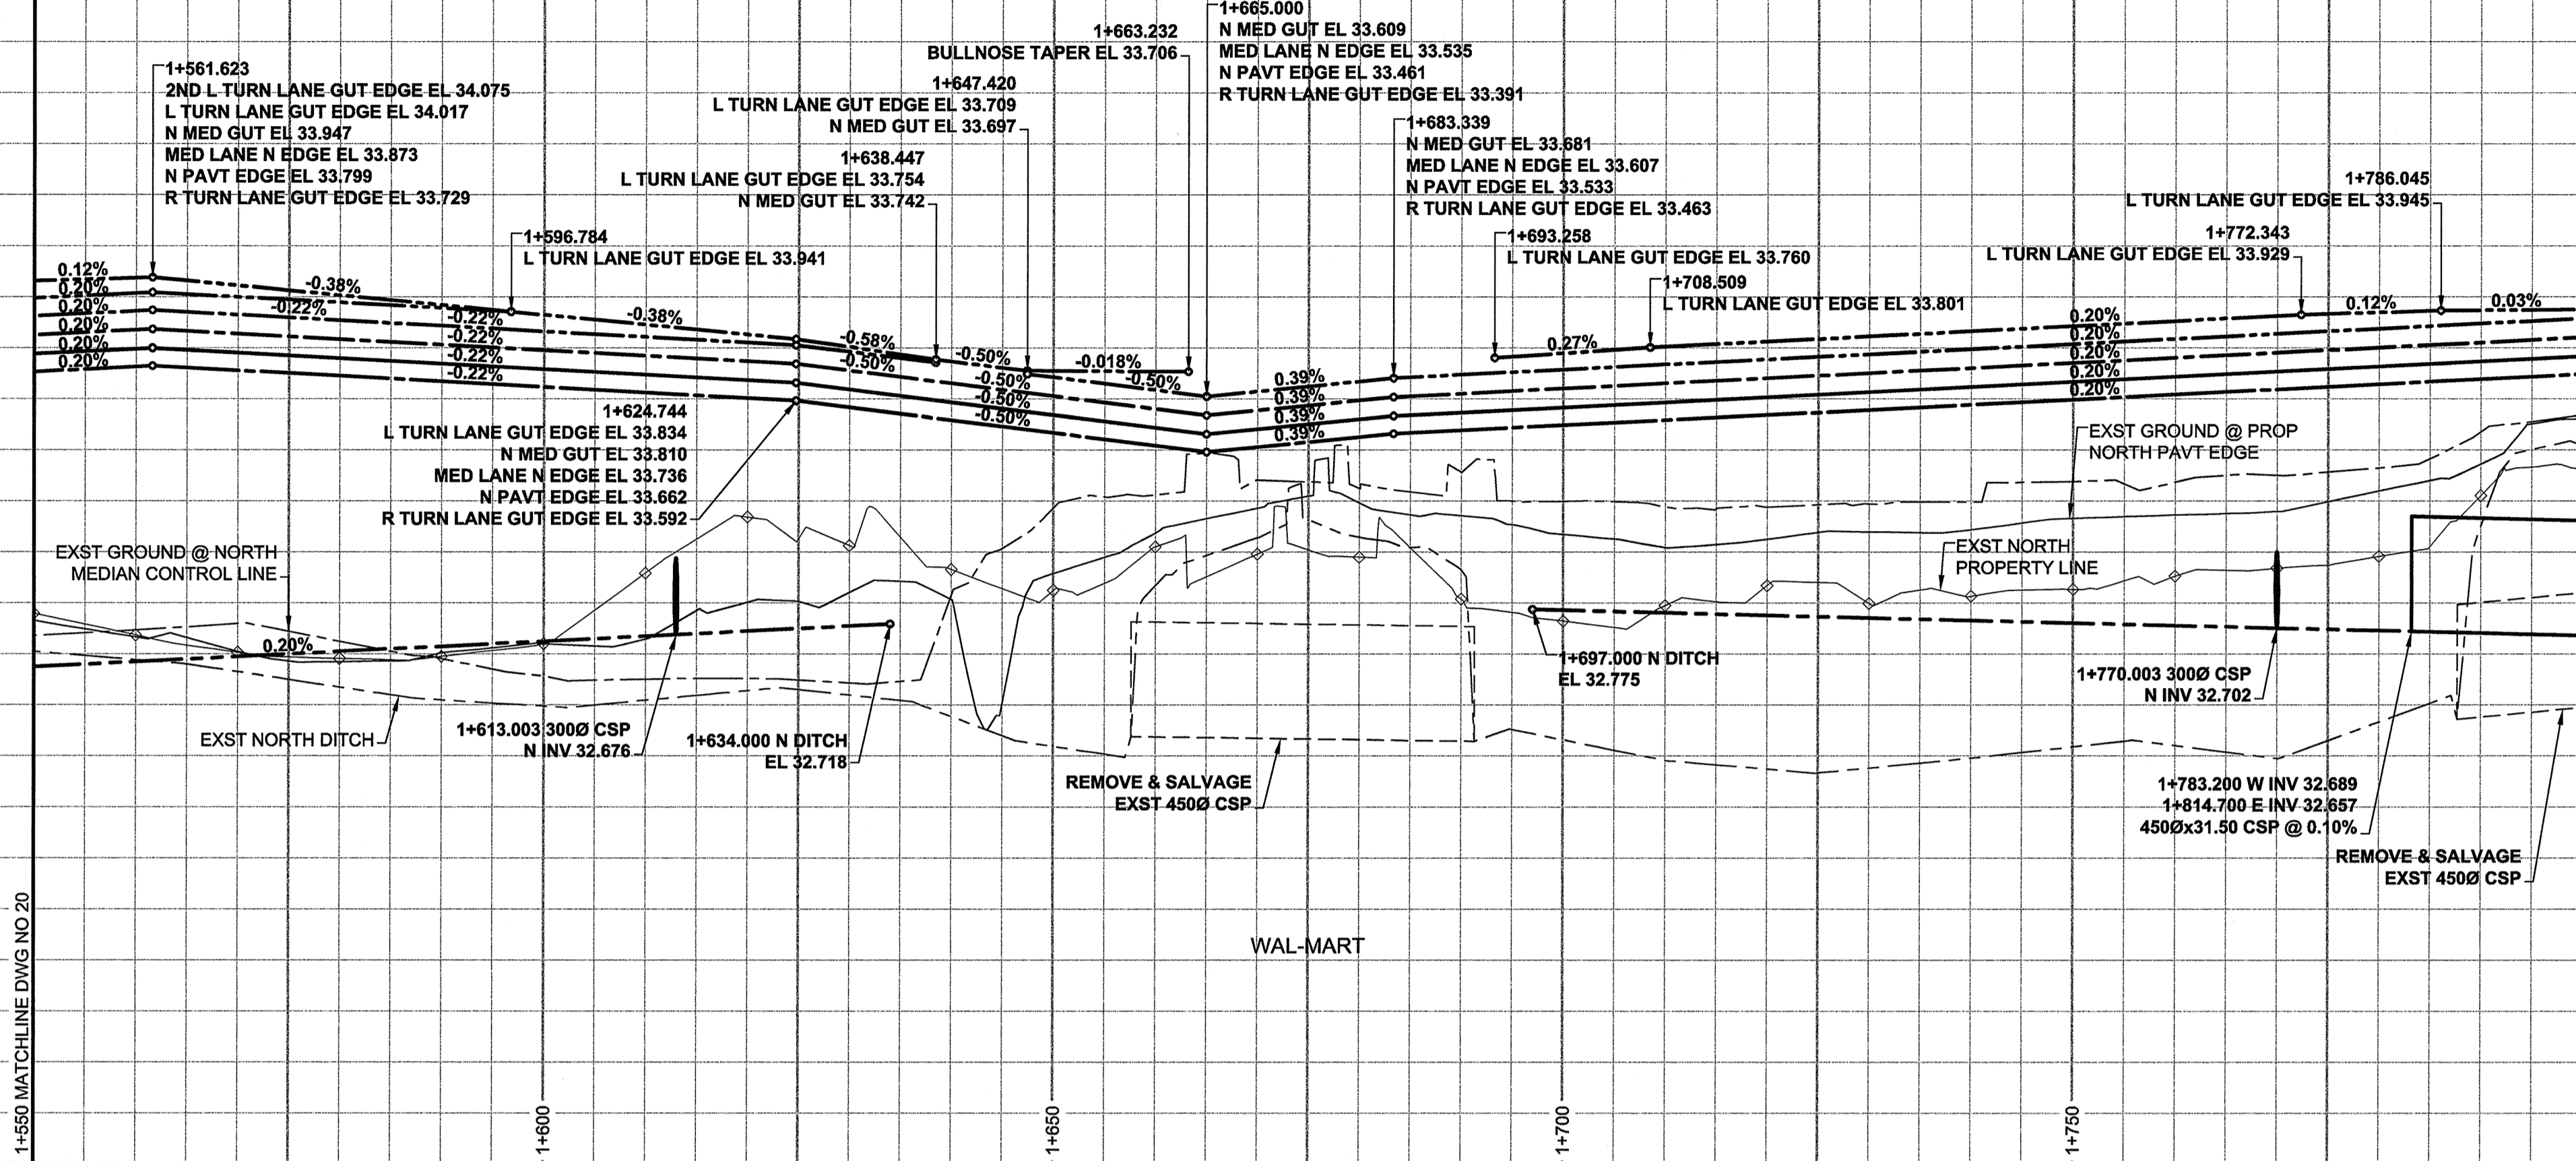 1+561.623
2ND L TURN LANE GUT EDGE EL 34.075
L TURN LANE GUT EDGE EL 34.017
N MED GUT EL 33.947
MED LANE N EDGE EL 33.873
N PAVT EDGE EL 33.799
R TURN LANE GUT EDGE EL 33.729
1+596.784
L TURN LANE GUT EDGE EL 33.941
1+638.447
L TURN LANE GUT EDGE EL 33.754
N MED GUT EL 33.742
1+647.420
L TURN LANE GUT EDGE EL 33.709
N MED GUT EL 33.697
1+663.232
BULLNOSE TAPER EL 33.706
1+665.000
N MED GUT EL 33.609
MED LANE N EDGE EL 33.535
N PAVT EDGE EL 33.461
R TURN LANE GUT EDGE EL 33.391
1+683.339
N MED GUT EL 33.681
MED LANE N EDGE EL 33.607
N PAVT EDGE EL 33.533
R TURN LANE GUT EDGE EL 33.463
1+693.258
L TURN LANE GUT EDGE EL 33.760
1+708.509
L TURN LANE GUT EDGE EL 33.801
1+772.343
L TURN LANE GUT EDGE EL 33.929
1+786.045
L TURN LANE GUT EDGE EL 33.945
0.12%
0.20%
0.20%
0.20%
0.20%
0.20%
-0.38%
-0.22%
-0.22%
-0.22%
-0.22%
-0.22%
-0.38%
-0.58%
-0.50%
-0.50%
-0.018%
-0.50%
-0.50%
-0.50%
-0.50%
0.39%
0.39%
0.39%
0.39%
0.27%
0.20%
0.20%
0.20%
0.20%
0.20%
0.12%
0.03%
1+624.744
L TURN LANE GUT EDGE EL 33.834
N MED GUT EL 33.810
MED LANE N EDGE EL 33.736
N PAVT EDGE EL 33.662
R TURN LANE GUT EDGE EL 33.592
EXST GROUND @ PROP
NORTH PAVT EDGE
EXST GROUND @ NORTH
MEDIAN CONTROL LINE
EXST NORTH
PROPERTY LINE
0.20%
EXST NORTH DITCH
1+613.003 300Ø CSP
N INV 32.676
1+634.000 N DITCH
EL 32.718
REMOVE & SALVAGE
EXST 450Ø CSP
1+697.000 N DITCH
EL 32.775
1+770.003 300Ø CSP
N INV 32.702
1+783.200 W INV 32.689
1+814.700 E INV 32.657
450Øx31.50 CSP @ 0.10%
REMOVE & SALVAGE
EXST 450Ø CSP
WAL-MART
1+550 MATCHLINE DWG NO 20
1+600
1+650
1+700
1+750